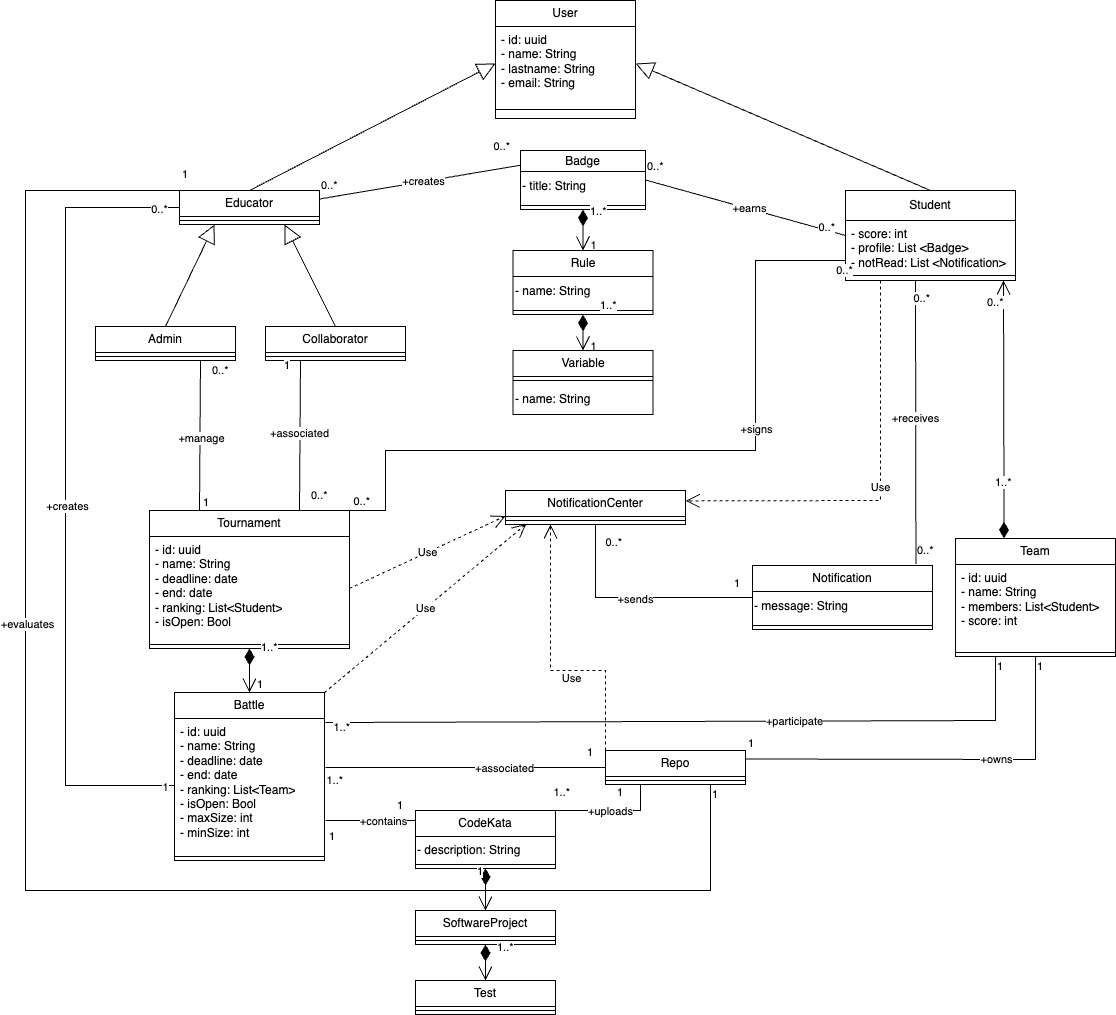 User
- id: uuid
- name: String
- lastname: String
- email: String
1
0..*
+creates
0..*
Badge
- title: String
0..*
+earns
0..*
Educator
0..*
1..*
1
Rule
- name: String
1..*
1
Variable
- name: String
Student
- score: int
- profile: List <Badge>
- notRead: List <Notification>
0..*
0..*
0..*
Admin
Collaborator
0..*
1
+manage
+associated
+receives
+signs
1
0..*
0..*
+creates
Use
1..*
Tournament
- id: uuid
- name: String
- deadline: date
- end: date
- ranking: List<Student>
- isOpen: Bool
1..*
NotificationCenter
0..*
Use
Use
+sends
1
0..*
Notification
- message: String
Team
- id: uuid
- name: String
- members: List<Student>
- score: int
1
1
+evaluates
1
Use
Battle
- id: uuid
- name: String
- deadline: date
- end: date
- ranking: List<Team>
- isOpen: Bool
- maxSize: int
- minSize: int
1
1..*
+participate
1..*
+associated
1
Repo
1
+owns
1
1
1
+contains
1
1..*
+uploads
CodeKata
- description: String
1
SoftwareProject
1..*
Test